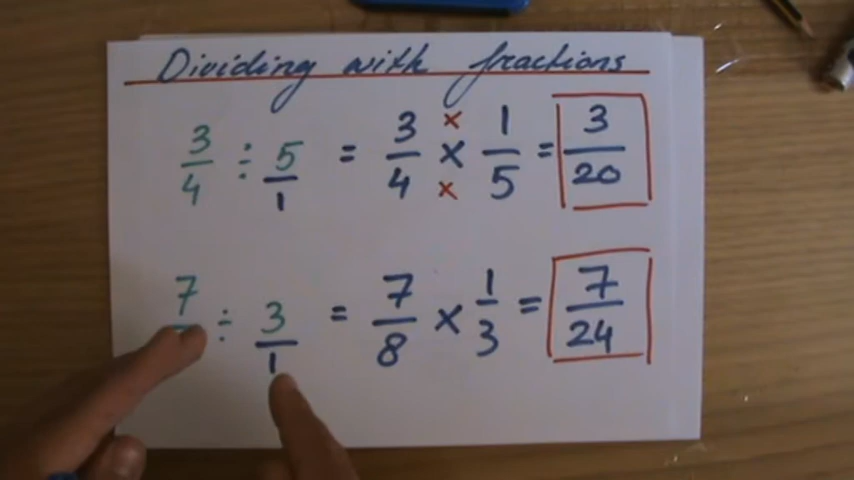 Dividing with fractions
3/4 ÷ 5/1 = 3/4 × 1/5 = 3/20
7 ÷ 3/1 = 7/8 × 1/3 = 7/24